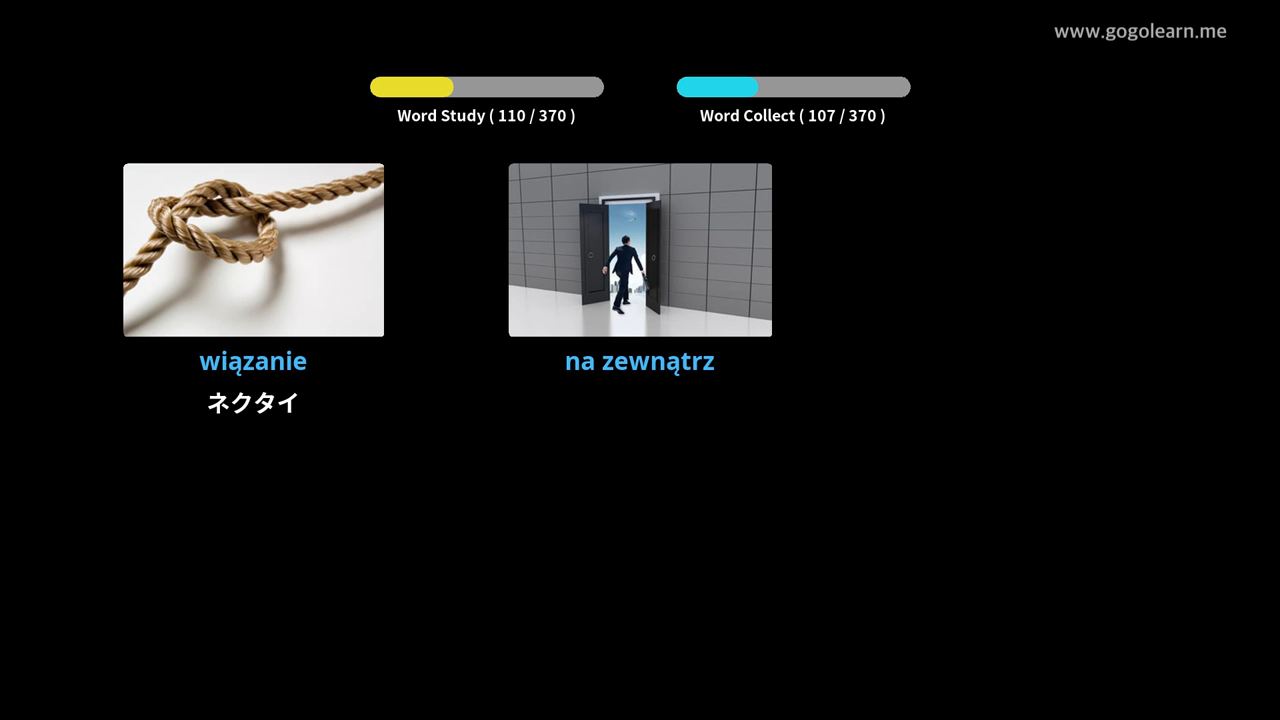 www.gogolearn.me
Word Study ( 110 / 370 )
Word Collect ( 107 / 370 )
wiązanie
ネクタイ
na zewnątrz